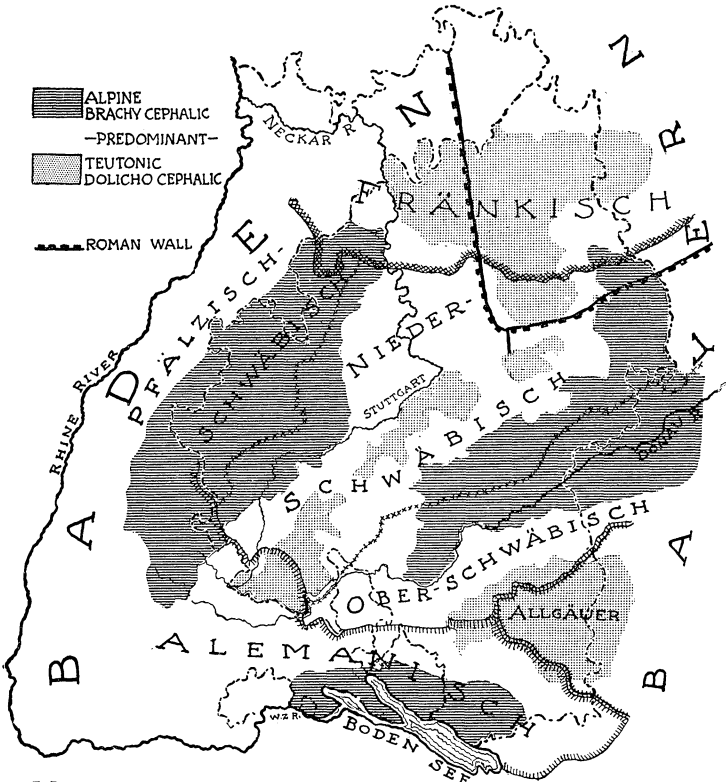 ALPINE
BRACHY CEPHALIC
—PREDOMINANT—
TEUTONIC
DOLICHO CEPHALIC
ROMAN WALL
NECKAR R
FRÄNKISCH
PFÄLZISCH-
SCHWÄBISCH
NIEDER-
SCHWÄBISCH
STUTTGART
RHINE RIVER
DONAU R
OBER-SCHWÄBISCH
ALLGÄUER
ALEMANISCH
W.Z.R.
BODEN SEE
BADEN
BAYERN